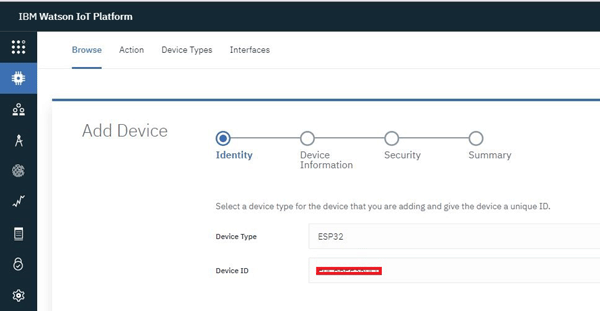 IBM Watson IoT Platform
Browse Action Device Types Interfaces
Add Device
Identity Device Information Security Summary
Select a device type for the device that you are adding and give the device a unique ID.
Device Type ESP32
Device ID